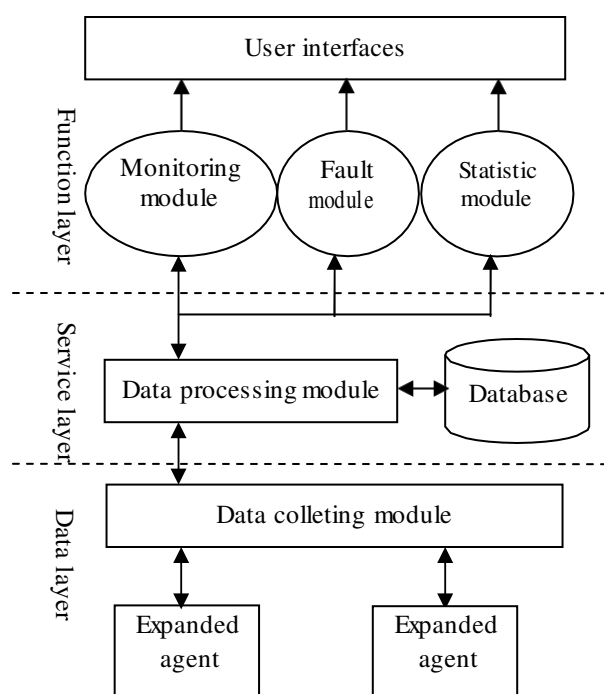 User interfaces
Function layer
Monitoring
module
Fault
module
Statistic
module
Service layer
Data processing module
Database
Data layer
Data colleting module
Expanded
agent
Expanded
agent